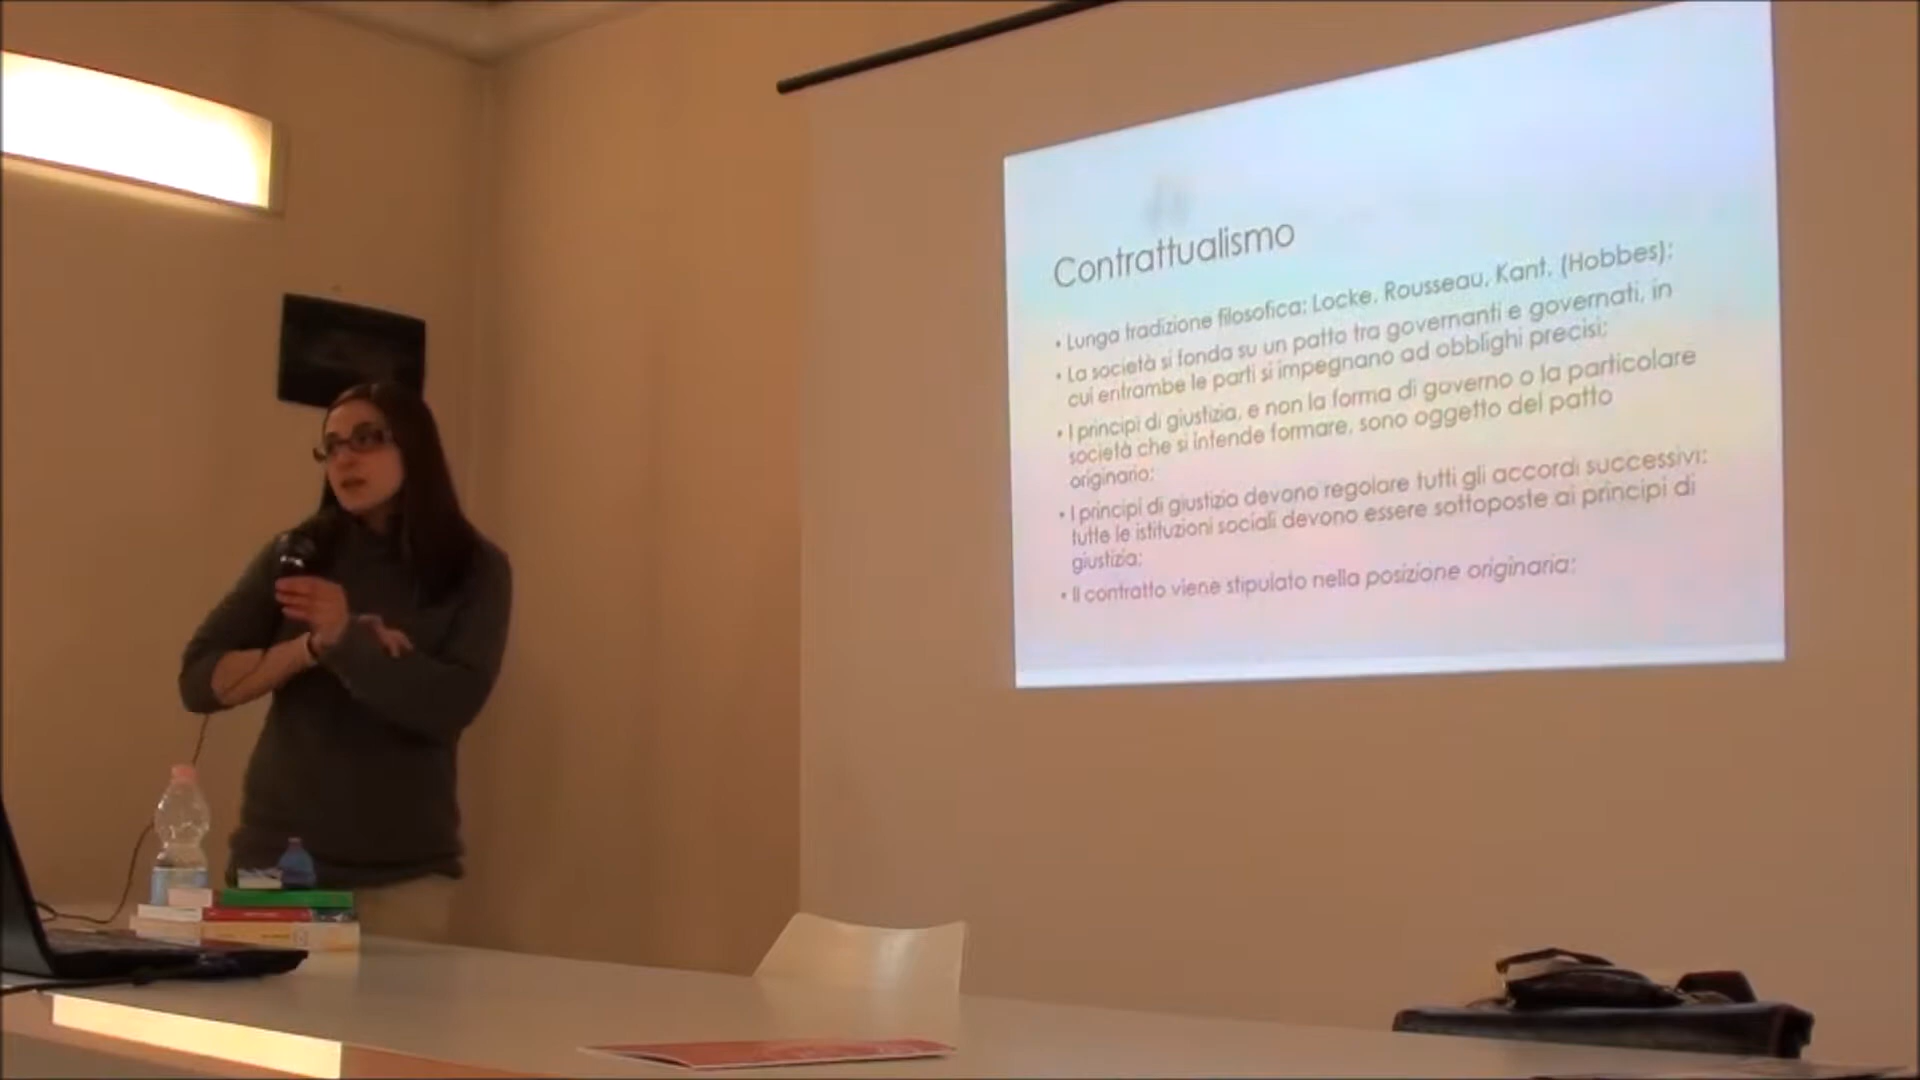 Contrattualismo
• Lunga tradizione filosofica: Locke, Rousseau, Kant, (Hobbes);
• La società si fonda su un patto tra governanti e governati, in
cui entrambe le parti si impegnano ad obblighi precisi;
• I principi di giustizia, e non la forma di governo o la particolare
società che si intende formare, sono oggetto del patto
originario;
• I principi di giustizia devono regolare tutti gli accordi successivi;
tutte le istituzioni sociali devono essere sottoposte ai principi di
giustizia;
• Il contratto viene stipulato nella posizione originaria;